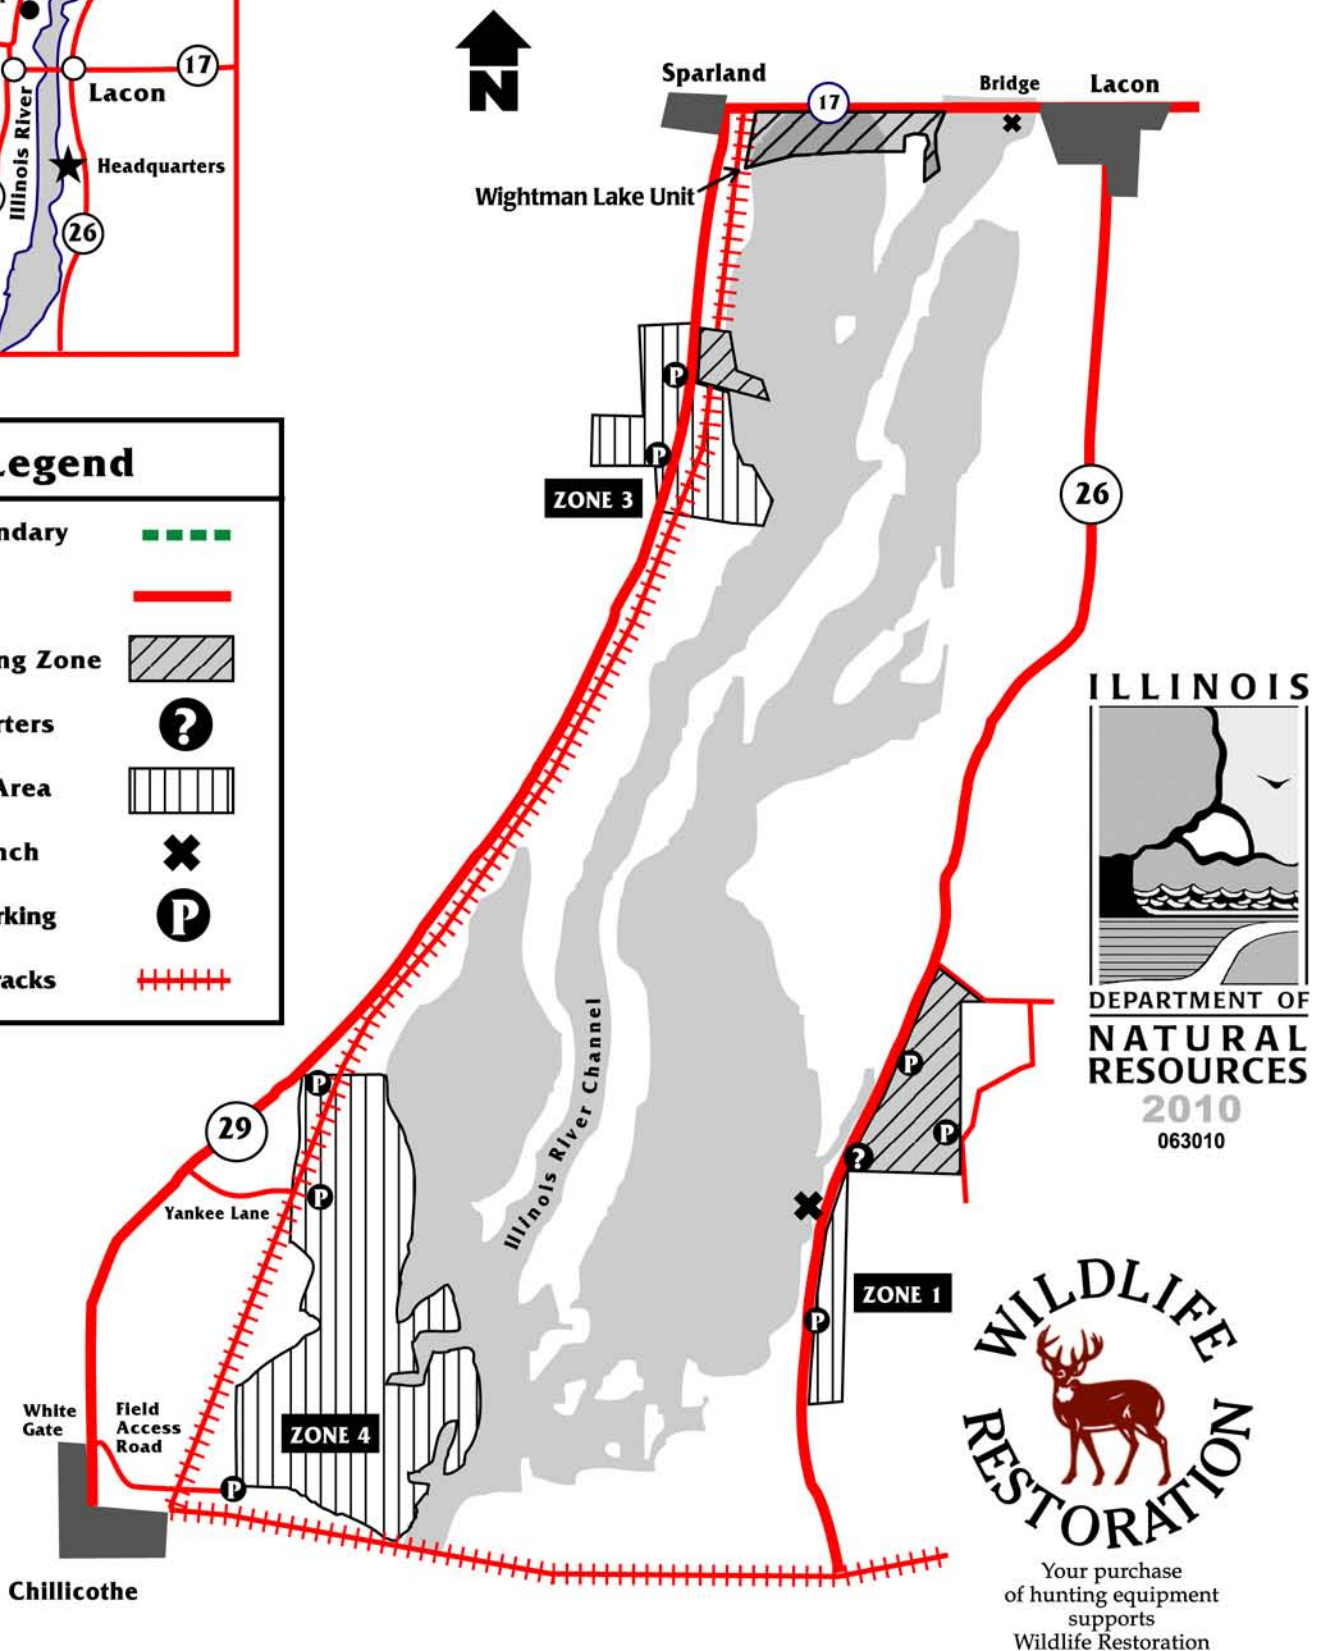 17
Lacon
Illinois River
Headquarters
26
N
Sparland
17
Bridge
Lacon
Wightman Lake Unit
P
P
ZONE 3
26
Legend
ndary
ng Zone
rters
?
Area
nch
rking
P
racks
ILLINOIS
DEPARTMENT OF
NATURAL
RESOURCES
2010
063010
Illinois River Channel
P
P
?
P
29
P
Yankee Lane
P
ZONE 1
P
White
Gate
Field
Access
Road
ZONE 4
P
Chillicothe
WILDLIFE
RESTORATION
Your purchase
of hunting equipment
supports
Wildlife Restoration